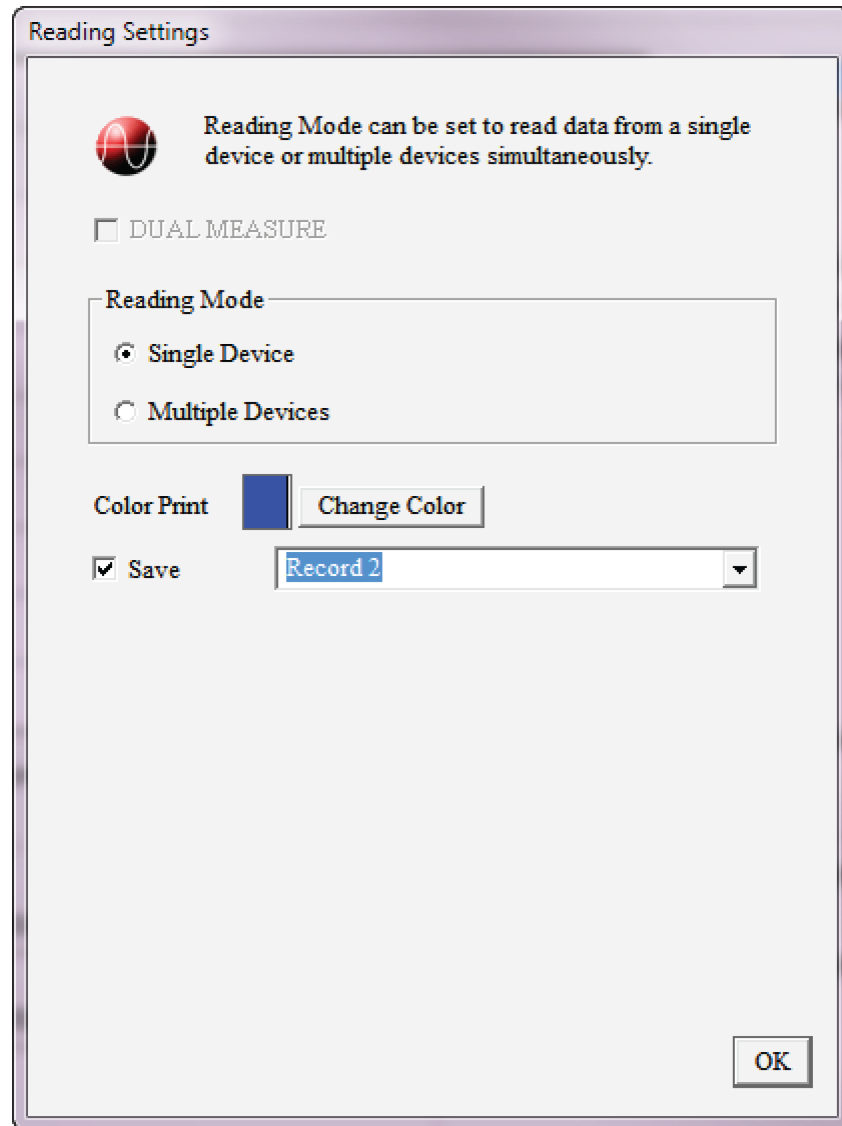 Reading Settings
Reading Mode can be set to read data from a single
device or multiple devices simultaneously.
DUAL MEASURE
Reading Mode
Single Device
Multiple Devices
Color Print
Change Color
Save
Record 2
OK